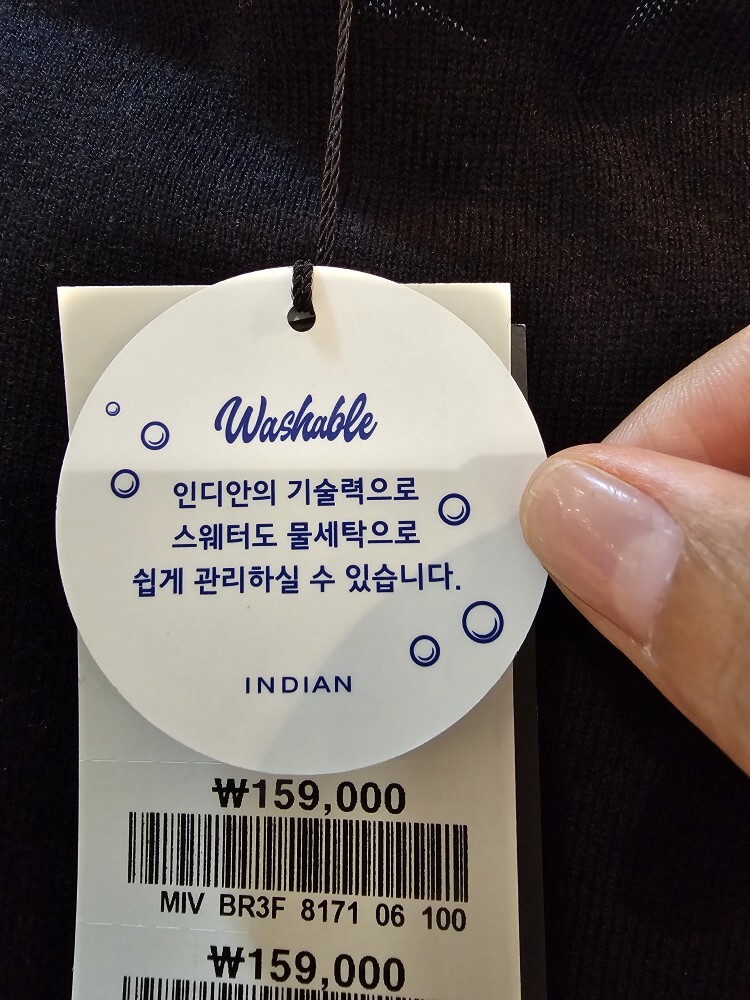 Washable
인디안의 기술력으로
스웨터도 물세탁으로
쉽게 관리하실 수 있습니다.
INDIAN
₩159,000
MIV BR3F 8171 06 100
₩159,000